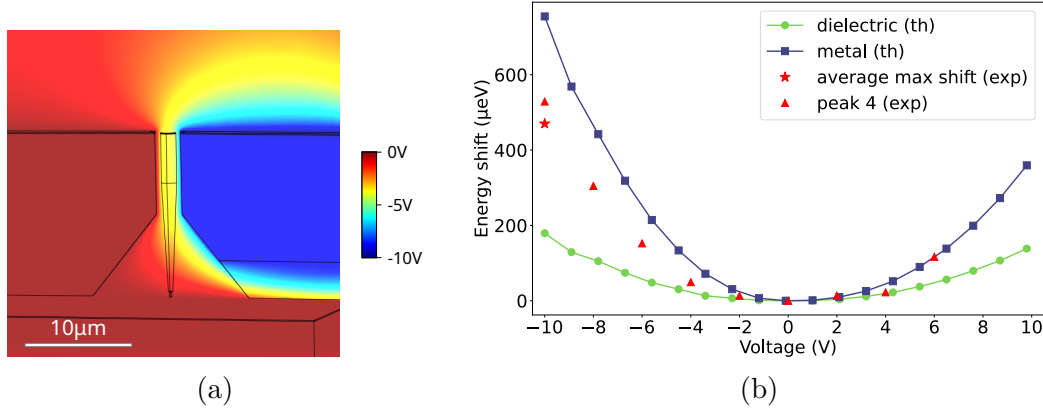 0V
-5V
-10V
10μm
(a)
Energy shift (μeV)
600
400
200
0
dielectric (th)
metal (th)
average max shift (exp)
peak 4 (exp)
−10 −8 −6 −4 −2 0 2 4 6 8 10
Voltage (V)
(b)